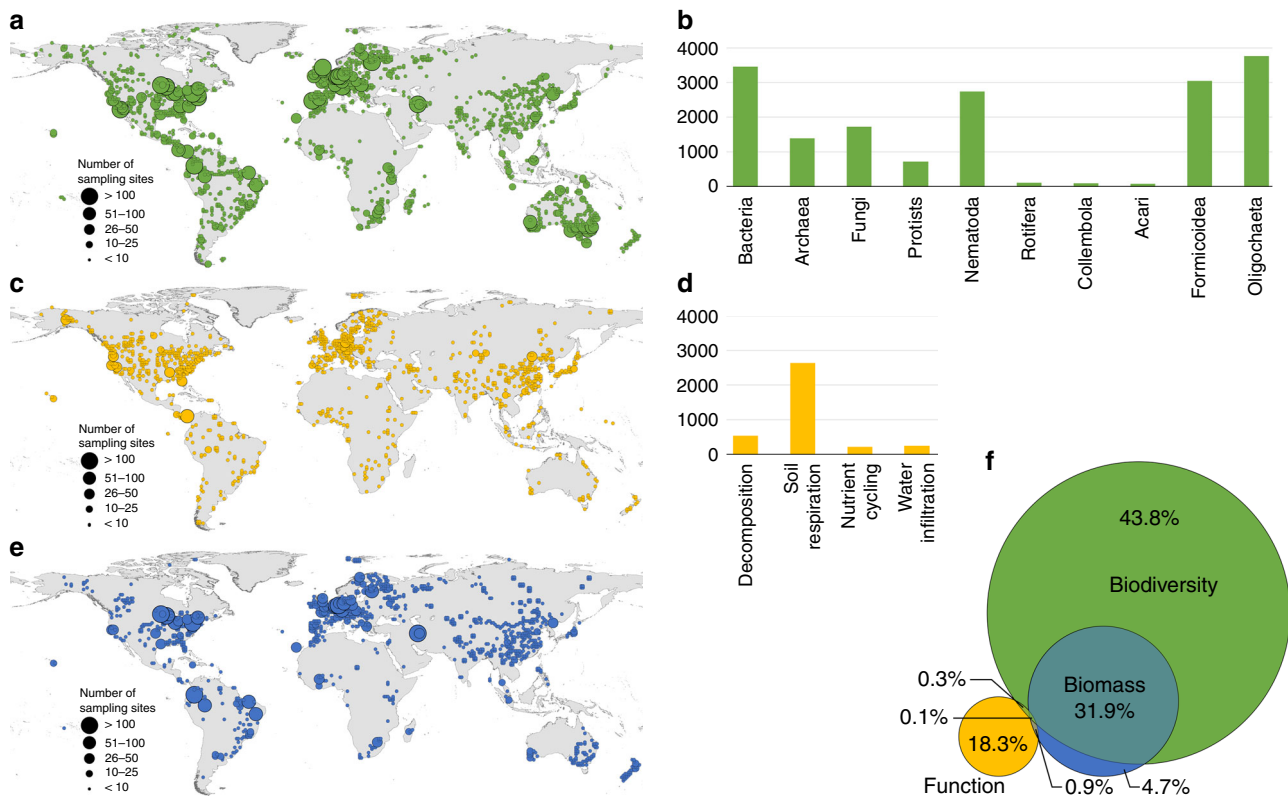 a
Number of
sampling sites
> 100
51–100
26–50
10–25
< 10
b
4000
3000
2000
1000
0
Bacteria
Archaea
Fungi
Protists
Nematoda
Rotifera
Collembola
Acari
Formicoidea
Oligochaeta
c
Number of
sampling sites
> 100
51–100
26–50
10–25
< 10
d
4000
3000
2000
1000
0
Decomposition
Soil
respiration
Nutrient
cycling
Water
infiltration
e
Number of
sampling sites
> 100
51–100
26–50
10–25
< 10
f
43.8%
Biodiversity
Biomass
31.9%
0.3%
0.1%
18.3%
Function
0.9%
4.7%